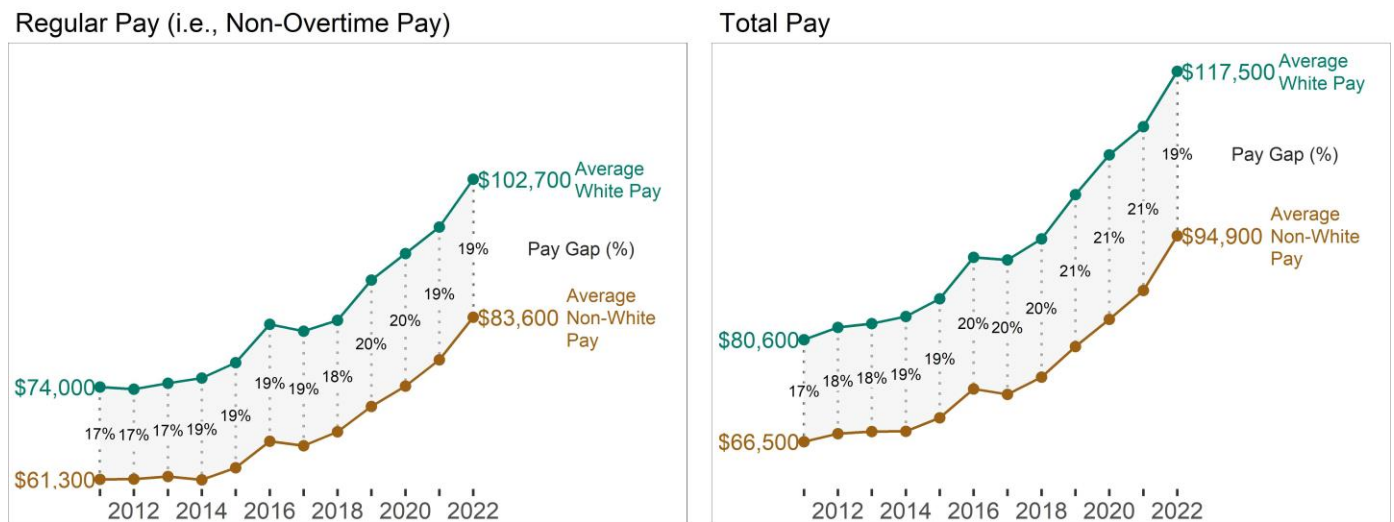 Regular Pay (i.e., Non-Overtime Pay)
$102,700 Average
White Pay
19%
Pay Gap (%)
19%
20%
Average
$83,600 Non-White
Pay
20%
18%
19%
19%
19%
$74,000
17% 17% 17% 19%
$61,300
2012 2014 2016 2018 2020 2022
Total Pay
$117,500 Average
White Pay
19%
Pay Gap (%)
21%
21%
Average
$94,900 Non-White
Pay
21%
20%
20% 20%
19%
$80,600
17% 18% 18% 19%
$66,500
2012 2014 2016 2018 2020 2022